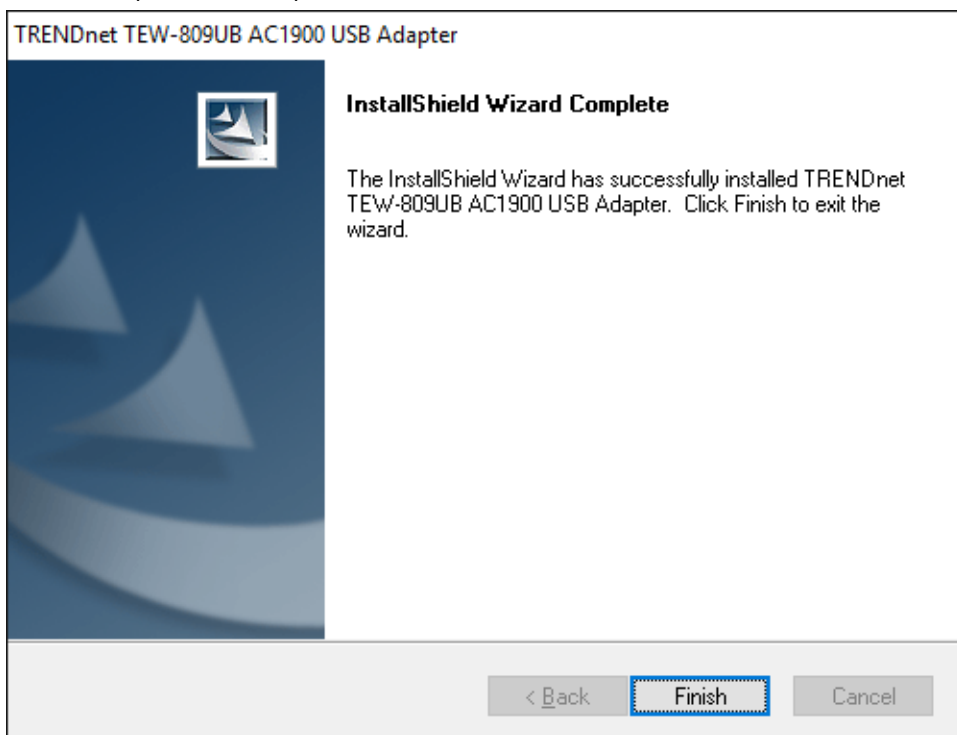 TRENDnet TEW-809UB AC1900 USB Adapter
InstallShield Wizard Complete
The InstallShield Wizard has successfully installed TRENDnet
TEW-809UB AC1900 USB Adapter.  Click Finish to exit the
wizard.
< Back
Finish
Cancel